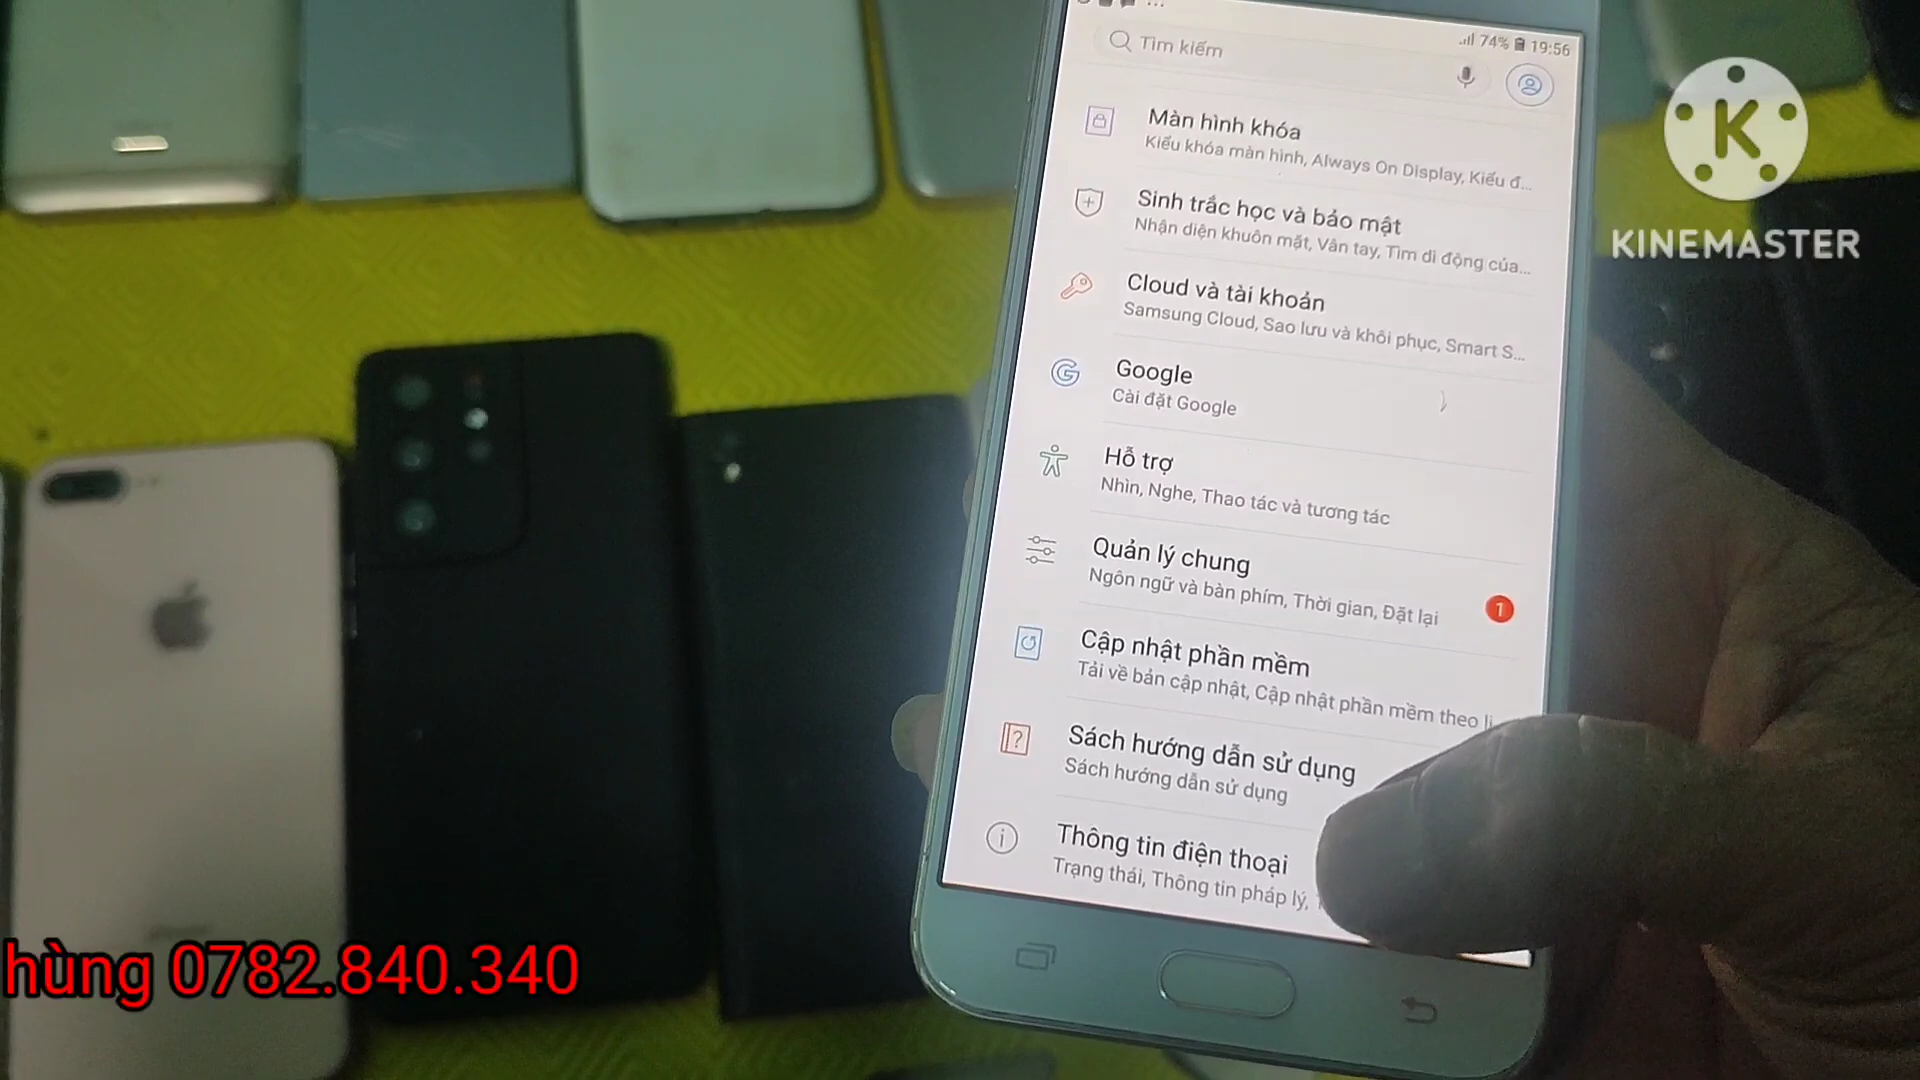 74% 19:56
Tìm kiếm
Màn hình khóa
Kiểu khóa màn hình, Always On Display, Kiểu đ...
Sinh trắc học và bảo mật
Nhận diện khuôn mặt, Vân tay, Tìm di động của...
Cloud và tài khoản
Samsung Cloud, Sao lưu và khôi phục, Smart S...
Google
Cài đặt Google
Hỗ trợ
Nhìn, Nghe, Thao tác và tương tác
Quản lý chung
Ngôn ngữ và bàn phím, Thời gian, Đặt lại
1
Cập nhật phần mềm
Tải về bản cập nhật, Cập nhật phần mềm theo
Sách hướng dẫn sử dụng
Sách hướng dẫn sử dụng
Thông tin điện thoại
Trạng thái, Thông tin pháp lý,
K
KINEMASTER
hùng 0782.840.340